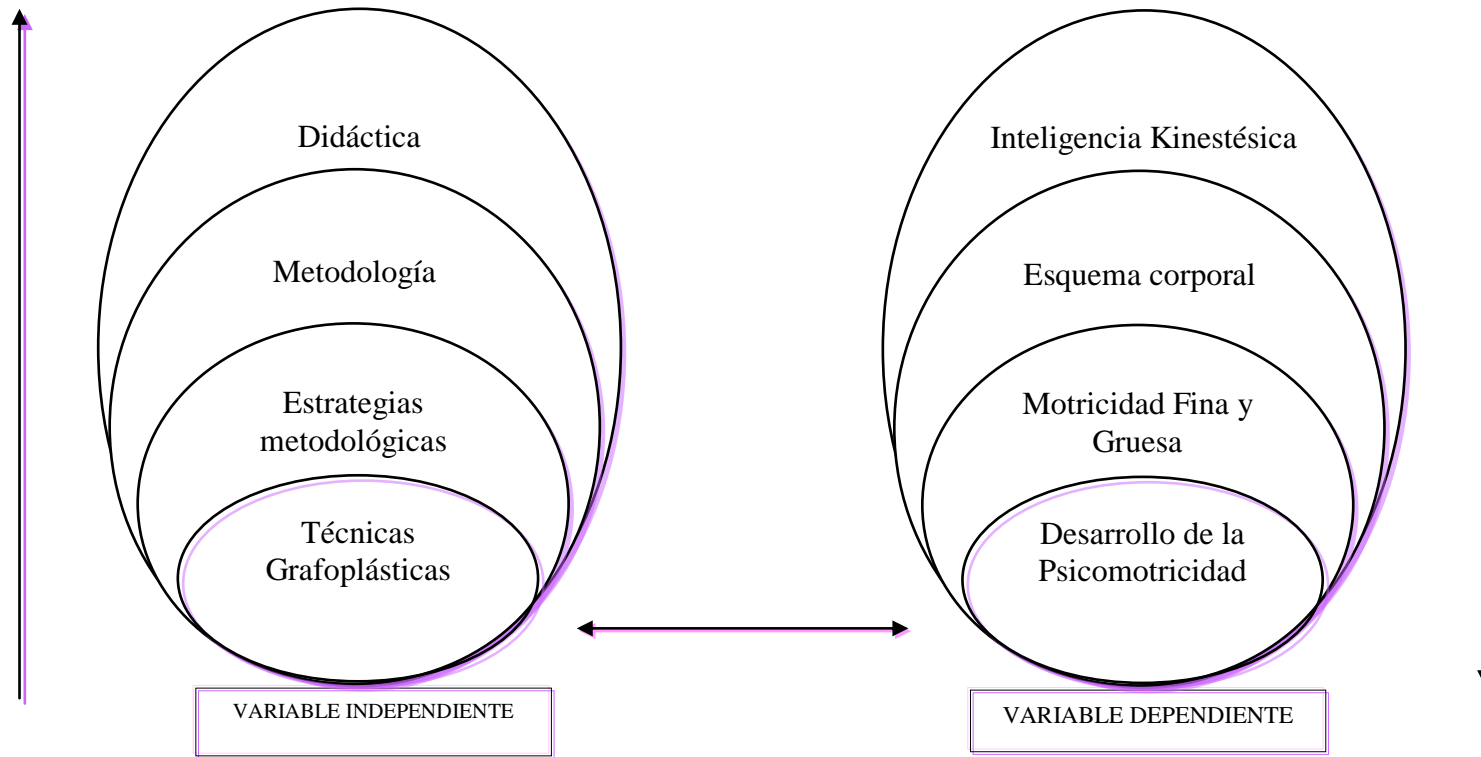 Didáctica
Metodología
Estrategias
metodológicas
Técnicas
Grafoplásticas
VARIABLE INDEPENDIENTE
Inteligencia Kinestésica
Esquema corporal
Motricidad Fina y
Gruesa
Desarrollo de la
Psicomotricidad
VARIABLE DEPENDIENTE